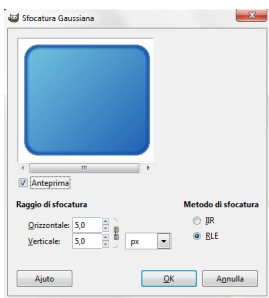 Sfocatura Gaussiana
Anteprima
Raggio di sfocatura
Metodo di sfocatura
Orizzontale: 5,0
IIR
Verticale: 5,0 px
RLE
Aiuto OK Annulla